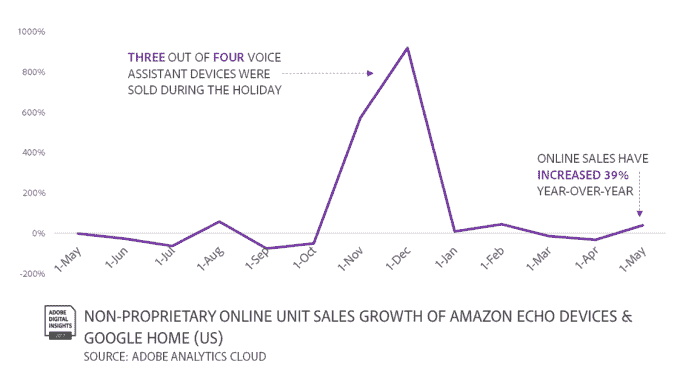 1000%
800%
600%
400%
200%
0%
-200%
THREE OUT OF FOUR VOICE
ASSISTANT DEVICES WERE
SOLD DURING THE HOLIDAY
ONLINE SALES HAVE
INCREASED 39%
YEAR-OVER-YEAR
1-May
1-Jun
1-Jul
1-Aug
1-Sep
1-Oct
1-Nov
1-Dec
1-Jan
1-Feb
1-Mar
1-Apr
1-May
ADOBE
DIGITAL
INSIGHTS
NON-PROPRIETARY ONLINE UNIT SALES GROWTH OF AMAZON ECHO DEVICES &
GOOGLE HOME (US)
SOURCE: ADOBE ANALYTICS CLOUD